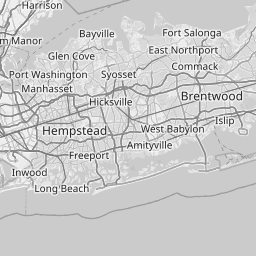 Harrison
Bayville
Fort Salonga
m Manor
East Northport
Glen Cove
Commack
Port Washington
Syosset
Manhasset
Brentwood
Hicksville
Islip
Hempstead
West Babylon
Amityville
Freeport
Inwood
Long Beach